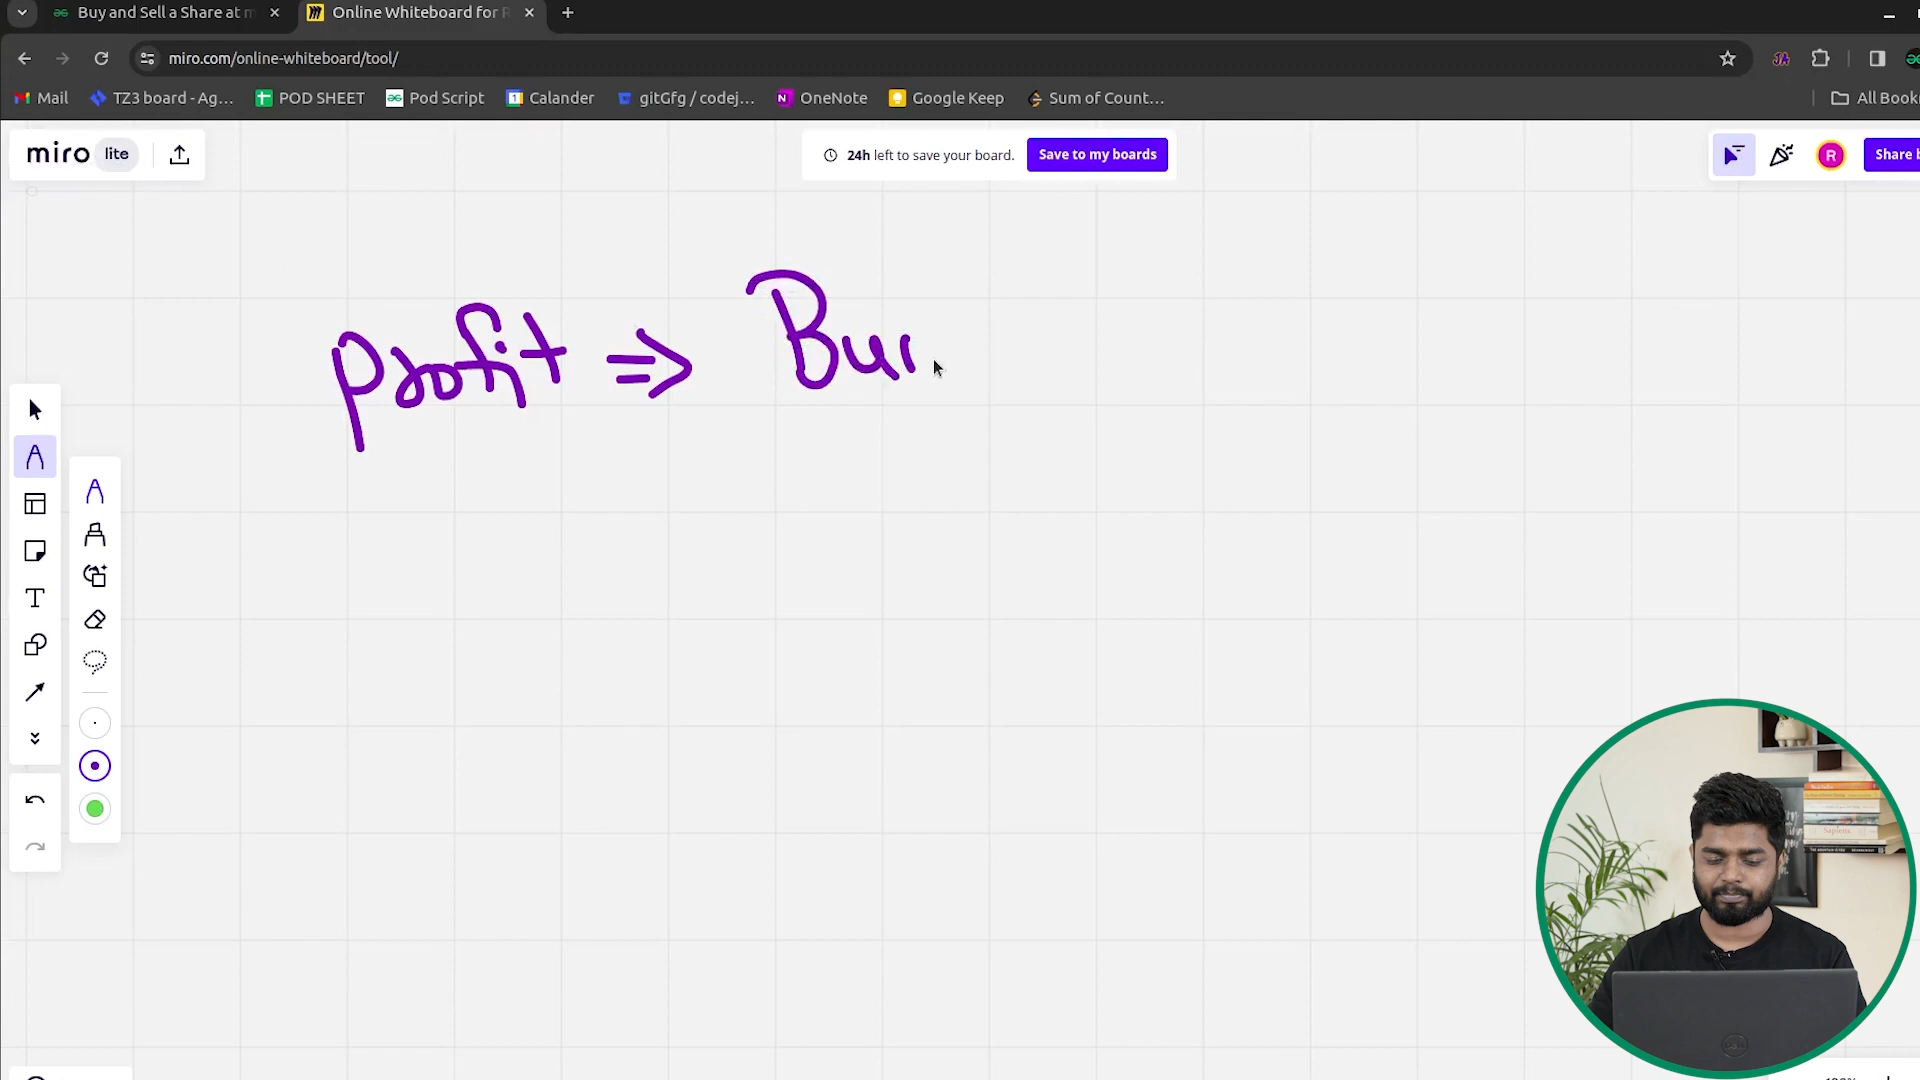 Buy and Sell a Share at m
Online Whiteboard for R
miro.com/online-whiteboard/tool/
Mail
TZ3 board - Ag...
POD SHEET
Pod Script
Calander
gitGfg / codej...
OneNote
Google Keep
Sum of Count...
All Book
miro lite
24h left to save your board.
Save to my boards
R
Share b
Profit => Bu